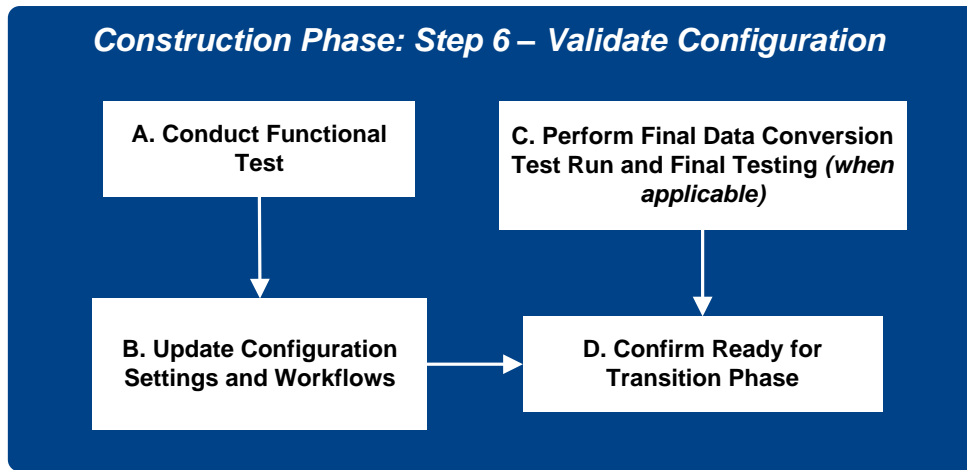 Construction Phase: Step 6 – Validate Configuration
A. Conduct Functional
Test
C. Perform Final Data Conversion
Test Run and Final Testing (when
applicable)
B. Update Configuration
Settings and Workflows
D. Confirm Ready for
Transition Phase